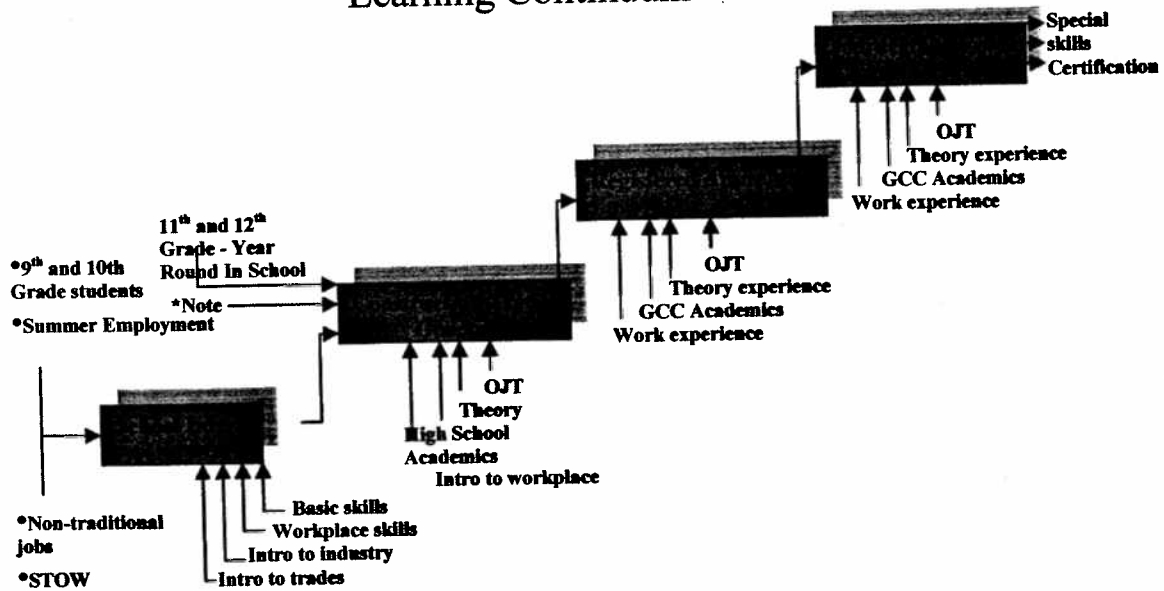 Learning Continuum
Special
skills
Certification
OJT
Theory experience
GCC Academics
Work experience
11th and 12th
Grade - Year
Round In School
•9th and 10th
Grade students
*Note
•Summer Employment
OJT
Theory experience
GCC Academics
Work experience
OJT
Theory
High School
Academics
Intro to workplace
Basic skills
Workplace skills
Intro to industry
Intro to trades
•Non-traditional
jobs
•STOW